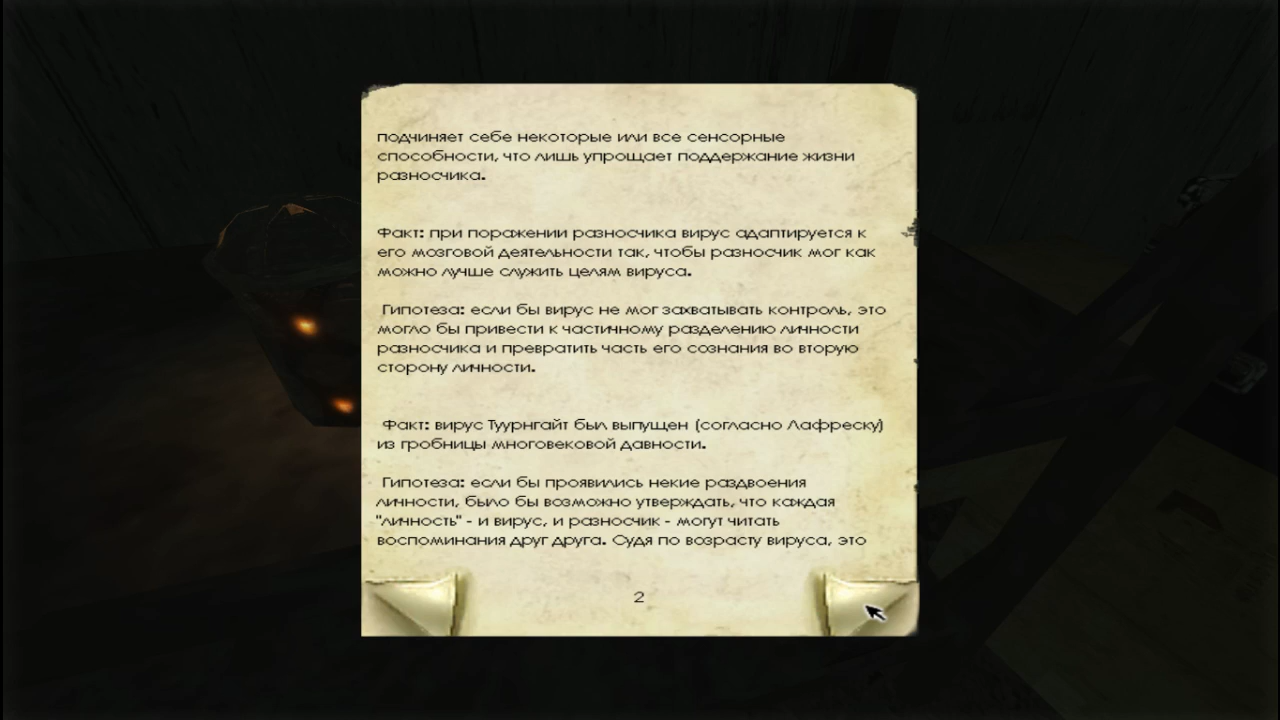 подчиняет себе некоторые или все сенсорные
способности, что лишь упрощает поддержание жизни
разносчика.
Факт: при поражении разносчика вирус адаптируется к
его мозговой деятельности так, чтобы разносчик мог как
можно лучше служить целям вируса.
Гипотеза: если бы вирус не мог захватывать контроль, это
могло бы привести к частичному разделению личности
разносчика и превратить часть его сознания во вторую
сторону личности.
Факт: вирус Туурнгайт был выпущен (согласно Лафреску)
из гробницы многовековой давности.
Гипотеза: если бы проявились некие раздвоения
личности, было бы возможно утверждать, что каждая
"личность" - и вирус, и разносчик - могут читать
воспоминания друг друга. Судя по возрасту вируса, это
2